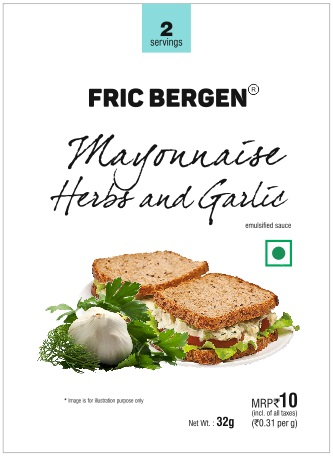 2
servings
FRIC BERGEN®
Mayonnaise
Herbs and Garlic
emulsified sauce
* Image is for illustration purpose only
Net Wt. : 32g
MRP₹10
(incl. of all taxes)
(₹0.31 per g)